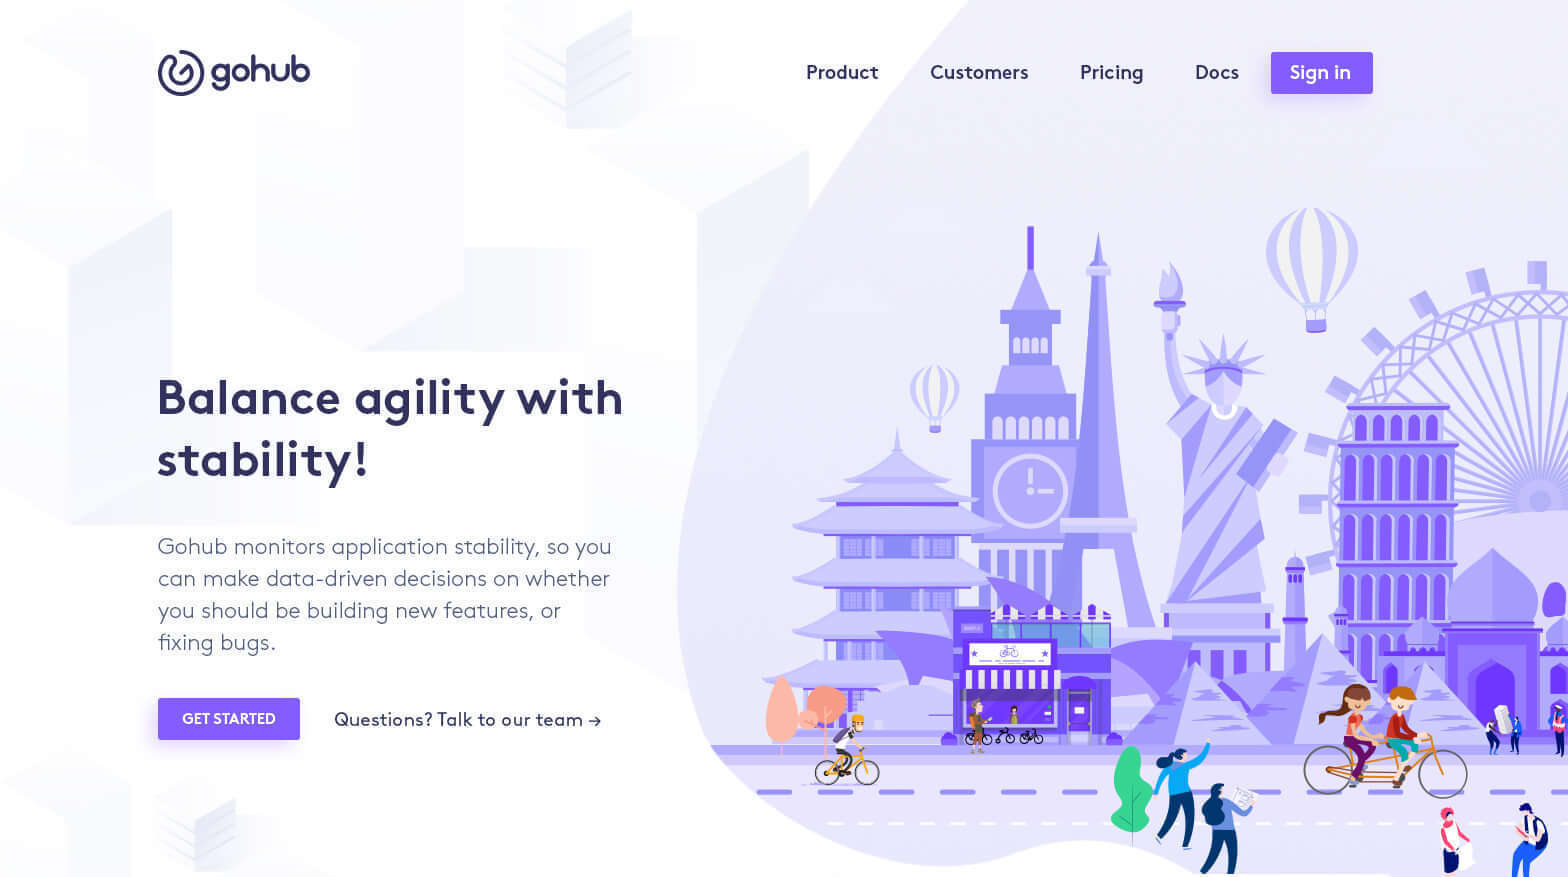 gohub
Product
Customers
Pricing
Docs
Sign in
Balance agility with
stability!
Gohub monitors application stability, so you
can make data-driven decisions on whether
you should be building new features, or
fixing bugs.
GET STARTED
Questions? Talk to our team →